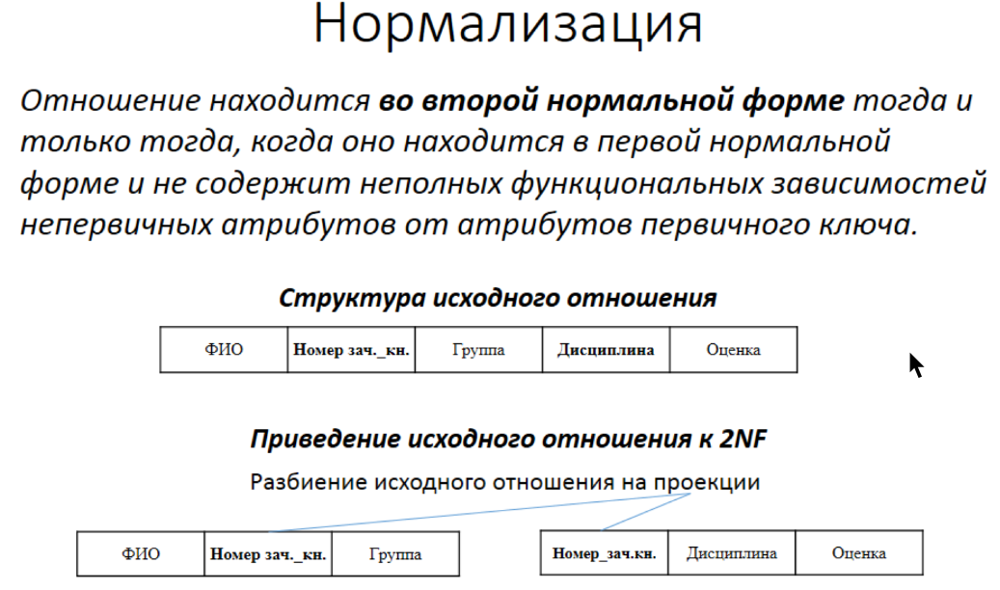 Нормализация
Отношение находится во второй нормальной форме тогда и
только тогда, когда оно находится в первой нормальной
форме и не содержит неполных функциональных зависимостей
непервичных атрибутов от атрибутов первичного ключа.
Структура исходного отношения
ФИО Номер зач._кн. Группа Дисциплина Оценка
Приведение исходного отношения к 2NF
Разбиение исходного отношения на проекции
ФИО Номер зач._кн. Группа Номер_зач.кн. Дисциплина Оценка